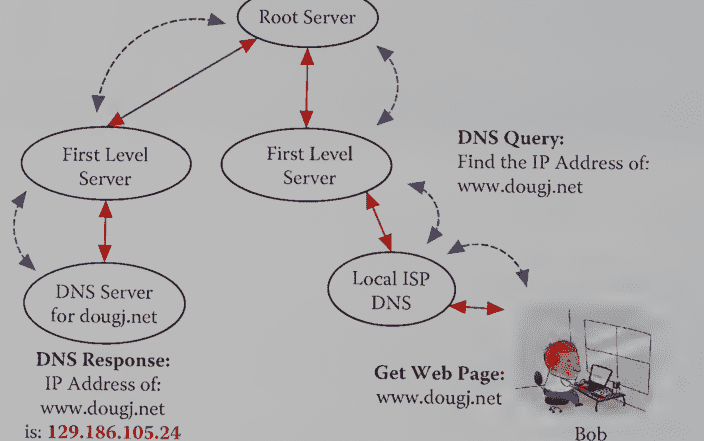 Root Server
First Level
Server
First Level
Server
DNS Query:
Find the IP Address of:
www.dougj.net
DNS Server
for dougj.net
Local ISP
DNS
DNS Response:
IP Address of:
www.dougj.net
is: 129.186.105.24
Get Web Page:
www.dougj.net
Bob